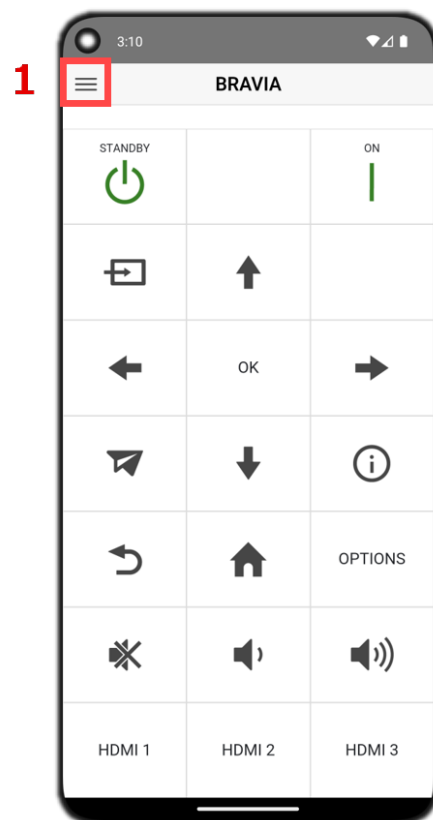 3:10
1
BRAVIA
STANDBY
ON
OK
OPTIONS
HDMI 1
HDMI 2
HDMI 3